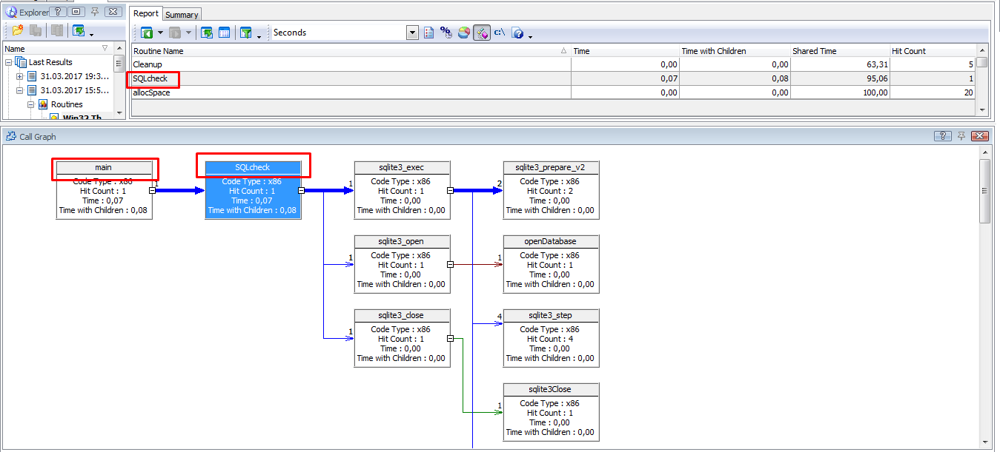 Explorer
Name
Last Results
31.03.2017 19:3...
31.03.2017 15:5...
Routines
Win32 Th
Report Summary
Seconds
C:\
Routine Name Time Time with Children Shared Time Hit Count
Cleanup 0,00 0,00 63,31 5
SQLcheck 0,07 0,08 95,06 1
allocSpace 0,00 0,00 100,00 20
Call Graph
main
Code Type : x86
Hit Count : 1
Time : 0,07
Time with Children : 0,08
1
SQLcheck
Code Type : x86
Hit Count : 1
Time : 0,07
Time with Children : 0,08
1
sqlite3_exec
Code Type : x86
Hit Count : 1
Time : 0,00
Time with Children : 0,00
2
sqlite3_prepare_v2
Code Type : x86
Hit Count : 2
Time : 0,00
Time with Children : 0,00
1
sqlite3_open
Code Type : x86
Hit Count : 1
Time : 0,00
Time with Children : 0,00
1
openDatabase
Code Type : x86
Hit Count : 1
Time : 0,00
Time with Children : 0,00
1
sqlite3_close
Code Type : x86
Hit Count : 1
Time : 0,00
Time with Children : 0,00
4
sqlite3_step
Code Type : x86
Hit Count : 4
Time : 0,00
Time with Children : 0,00
1
sqlite3Close
Code Type : x86
Hit Count : 1
Time : 0,00
Time with Children : 0,00